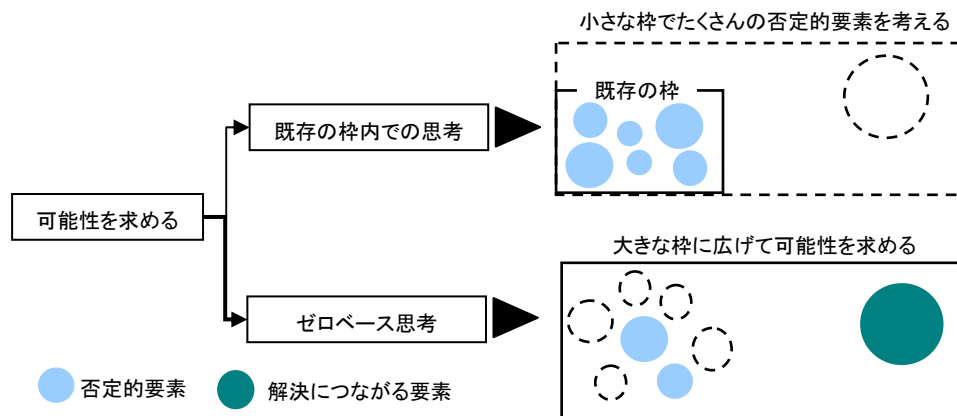 小さな枠でたくさんの否定的要素を考える
既存の枠
既存の枠内での思考
可能性を求める
大きな枠に広げて可能性を求める
ゼロベース思考
否定的要素
解決につながる要素